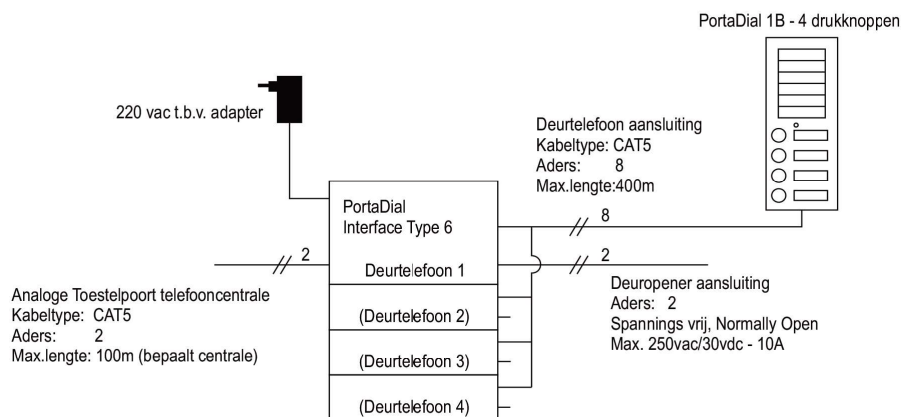 PortaDial 1B - 4 drukknoppen
220 vac t.b.v. adapter
Deurtelefoon aansluiting
Kabeltype: CAT5
Aders: 8
Max.lengte:400m
PortaDial
Interface Type 6
8
2
Deurtelefoon 1
2
Analoge Toestelpoort telefooncentrale
Kabeltype: CAT5
Aders: 2
Max.lengte: 100m (bepaalt centrale)
Deuropener aansluiting
Aders: 2
Spannings vrij, Normally Open
Max. 250vac/30vdc - 10A
(Deurtelefoon 2)
(Deurtelefoon 3)
(Deurtelefoon 4)